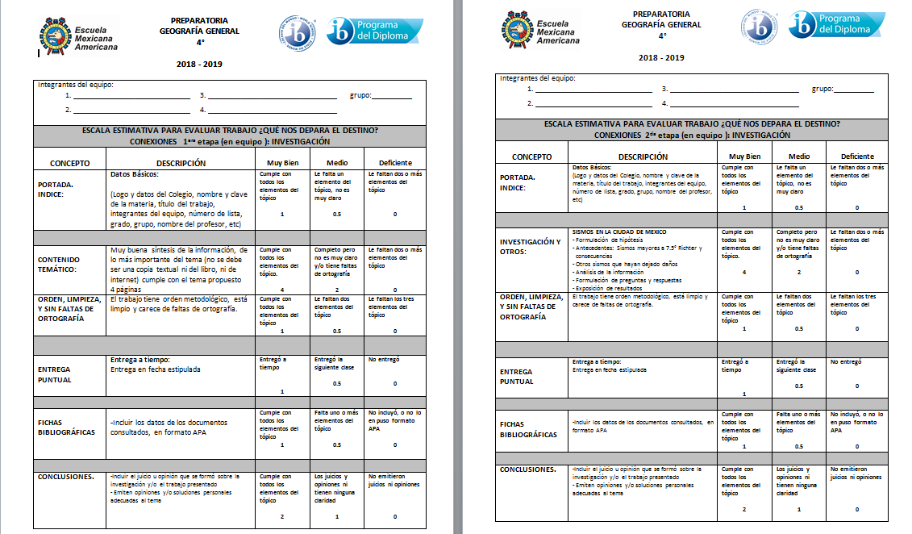 Escuela
Mexicana
Americana
PREPARATORIA
GEOGRAFÍA GENERAL
4°
2018 - 2019
Programa
del Diploma
Integrantes del equipo:
1. 3. grupo:
2. 4.
ESCALA ESTIMATIVA PARA EVALUAR TRABAJO ¿QUÉ NOS DEPARA EL DESTINO?
CONEXIONES 1era etapa (en equipo ): INVESTIGACIÓN
CONCEPTO DESCRIPCIÓN Muy Bien Medio Deficiente
PORTADA.
INDICE:
Datos Básicos:
(Logo y datos del Colegio, nombre y clave
de la materia, título del trabajo,
integrantes del equipo, número de lista,
grado, grupo, nombre del profesor, etc)
Cumple con
todos los
elementos del
tópico
1
Le falta un
elemento del
tópico, no es
muy claro
0.5
Le faltan dos o más
elementos del
tópico
0
CONTENIDO
TEMÁTICO:
Muy buena síntesis de la información, de
lo más importante del tema (no se debe
ser una copia textual ni del libro, ni de
internet) cumple con el tema propuesto
4 páginas
Cumple con
todos los
elementos del
tópico.
4
Completo pero
no es muy claro
y/o tiene faltas
de ortografía
2
Le faltan dos o más
elementos del
tópico
0
ORDEN, LIMPIEZA,
Y SIN FALTAS DE
ORTOGRAFÍA
El trabajo tiene orden metodológico, está
limpio y carece de faltas de ortografía.
Cumple con
todos los
elementos del
tópico
1
Le faltan dos
elementos del
tópico
0.5
Le faltan los tres
elementos del
tópico
0
ENTREGA
PUNTUAL
Entrega a tiempo:
Entrega en fecha estipulada
Entregó a
tiempo
1
Entregó la
siguiente clase
0.5
No entregó
0
FICHAS
BIBLIOGRÁFICAS
-Incluir los datos de los documentos
consultados, en formato APA
Cumple con
todos los
elementos del
tópico
1
Falta uno o más
elementos del
tópico
0.5
No incluyó, o no lo
en puso formato
APA
0
CONCLUSIONES.
-Incluir el juicio u opinión que se formó sobre la
investigación y/o el trabajo presentado
- Emiten opiniones y/o soluciones personales
adecuadas al tema
Cumple con
todos los
elementos del
tópico
2
Los juicios y
opiniones ni
tienen ninguna
claridad
1
No emitieron
juicios ni opiniones
0
Escuela
Mexicana
Americana
PREPARATORIA
GEOGRAFÍA GENERAL
4°
2018 - 2019
Programa
del Diploma
Integrantes del equipo:
1. 3. grupo:
2. 4.
ESCALA ESTIMATIVA PARA EVALUAR TRABAJO ¿QUÉ NOS DEPARA EL DESTINO?
CONEXIONES 2da etapa (en equipo ): INVESTIGACIÓN
CONCEPTO DESCRIPCIÓN Muy Bien Medio Deficiente
PORTADA.
INDICE:
Datos Básicos:
(Logo y datos del Colegio, nombre y clave de la
materia, título del trabajo, integrantes del equipo,
número de lista, grado, grupo, nombre del profesor,
etc)
Cumple con
todos los
elementos del
tópico
1
Le falta un
elemento del
tópico, no es
muy claro
0.5
Le faltan dos o más
elementos del
tópico
0
INVESTIGACIÓN Y
OTROS:
SISMOS EN LA CIUDAD DE MEXICO
- Formulación de hipótesis
- Antecedentes: Sismos mayores a 7.5° Richter y
consecuencias
- Otros sismos que hayan dejado daños
- Análisis de la información
- Formulación de preguntas y respuestas
- Exposición de resultados
Cumple con
todos los
elementos del
tópico.
4
Completo pero
no es muy claro
y/o tiene faltas
de ortografía
2
Le faltan dos o más
elementos del
tópico
0
ORDEN, LIMPIEZA,
Y SIN FALTAS DE
ORTOGRAFÍA
El trabajo tiene orden metodológico, está limpio y
carece de faltas de ortografía.
Cumple con
todos los
elementos del
tópico
1
Le faltan dos
elementos del
tópico
0.5
Le faltan los tres
elementos del
tópico
0
ENTREGA
PUNTUAL
Entrega a tiempo:
Entrega en fecha estipulada
Entregó a
tiempo
1
Entregó la
siguiente clase
0.5
No entregó
0
FICHAS
BIBLIOGRÁFICAS
-Incluir los datos de los documentos consultados, en
formato APA
Cumple con
todos los
elementos del
tópico
1
Falta uno o más
elementos del
tópico
0.5
No incluyó, o no lo
en puso formato
APA
0
CONCLUSIONES.
-Incluir el juicio u opinión que se formó sobre la
investigación y/o el trabajo presentado
- Emiten opiniones y/o soluciones personales
adecuadas al tema
Cumple con
todos los
elementos del
tópico
2
Los juicios y
opiniones ni
tienen ninguna
claridad
1
No emitieron
juicios ni opiniones
0